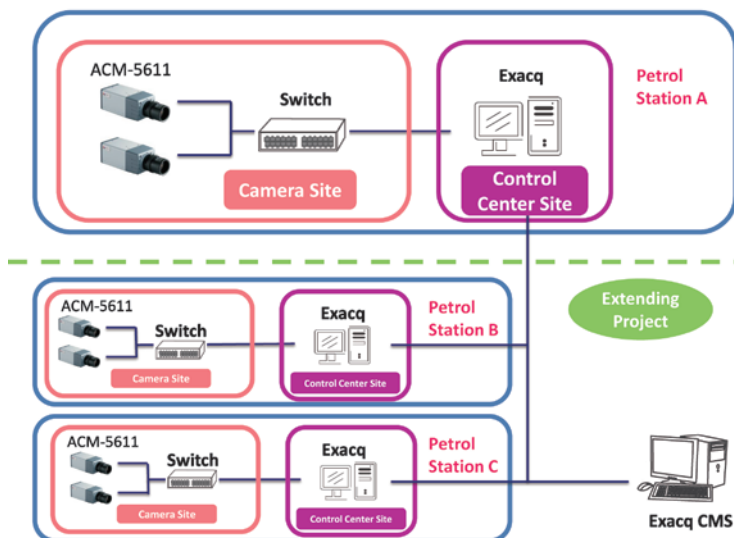 ACM-5611
Switch
Camera Site
Exacq
Control
Center Site
Petrol
Station A
Extending
Project
ACM-5611
Switch
Camera Site
Exacq
Control Center Site
Petrol
Station B
ACM-5611
Switch
Camera Site
Exacq
Control Center Site
Petrol
Station C
Exacq CMS